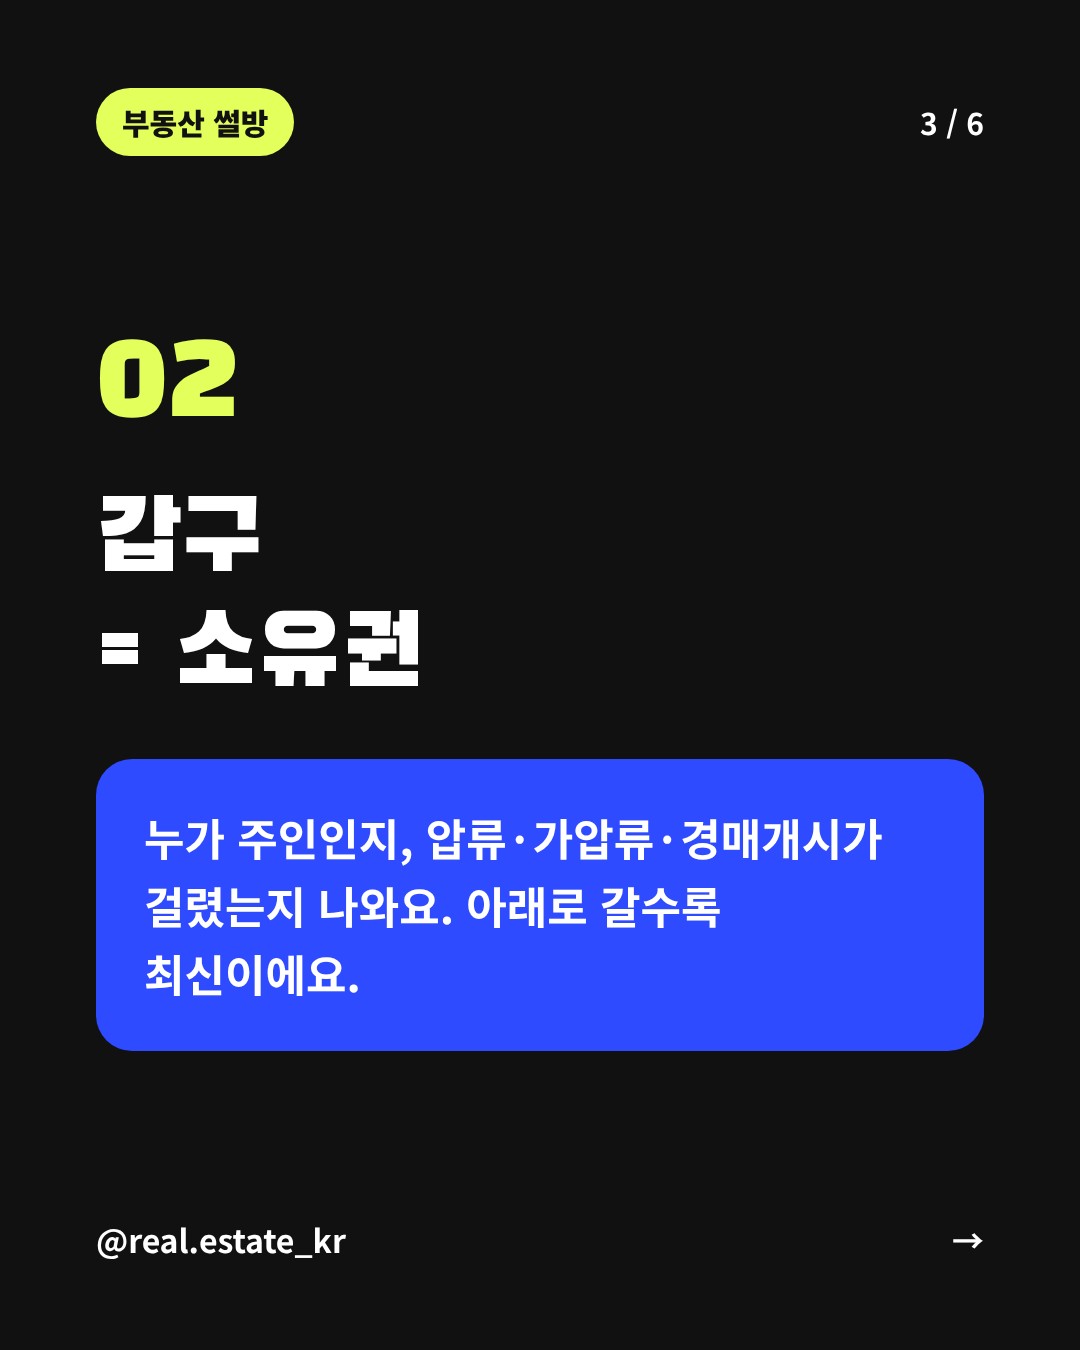 부동산 썰방
3 / 6
02
갑구
= 소유권
누가 주인인지, 압류·가압류·경매개시가
걸렸는지 나와요. 아래로 갈수록
최신이에요.
@real.estate_kr
→